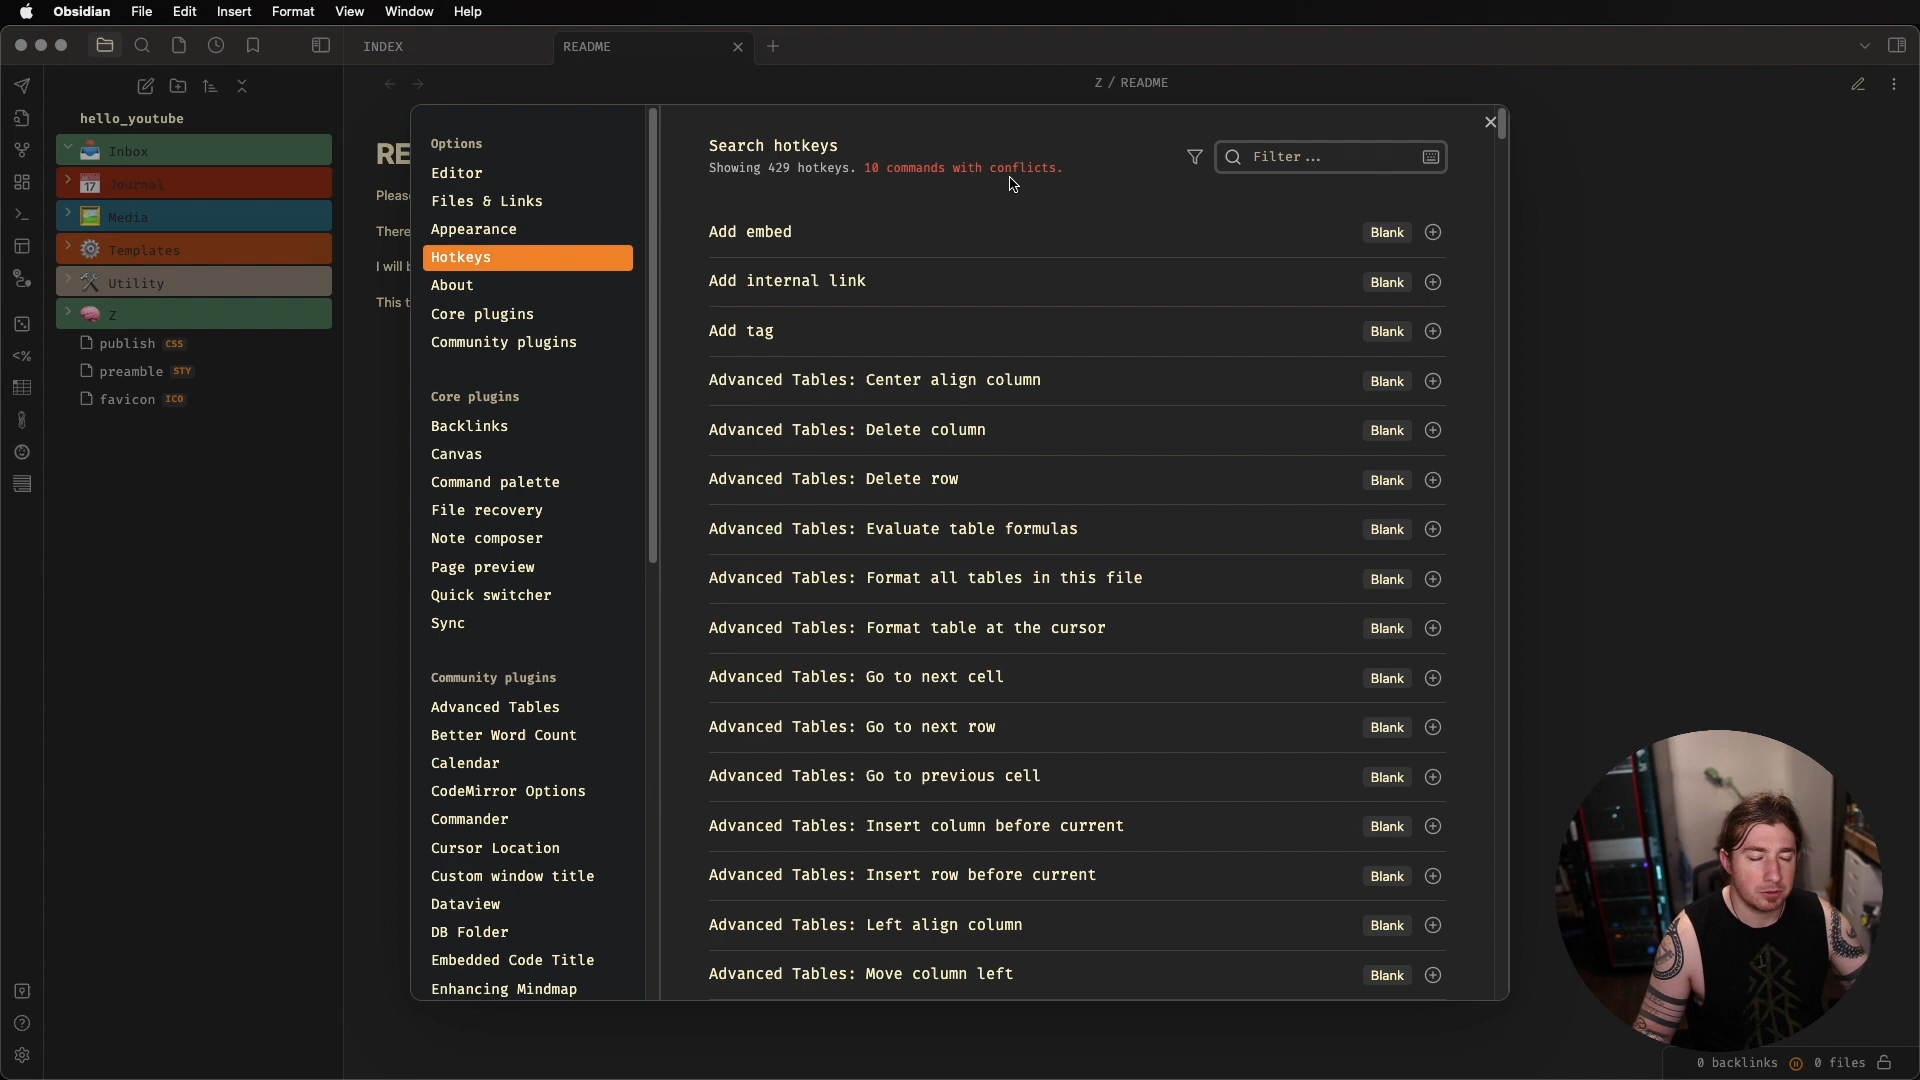 Obsidian File Edit Insert Format View Window Help
INDEX
README
Z / README
hello_youtube
Inbox
17 Journal
Media
Templates
Utility
Z
publish CSS
preamble STY
favicon ICO
RE
Pleas
There
I will b
This t
Options
Editor
Files & Links
Appearance
Hotkeys
About
Core plugins
Community plugins
Core plugins
Backlinks
Canvas
Command palette
File recovery
Note composer
Page preview
Quick switcher
Sync
Community plugins
Advanced Tables
Better Word Count
Calendar
CodeMirror Options
Commander
Cursor Location
Custom window title
Dataview
DB Folder
Embedded Code Title
Enhancing Mindmap
Search hotkeys
Showing 429 hotkeys. 10 commands with conflicts.
Filter ...
Add embed Blank
Add internal link Blank
Add tag Blank
Advanced Tables: Center align column Blank
Advanced Tables: Delete column Blank
Advanced Tables: Delete row Blank
Advanced Tables: Evaluate table formulas Blank
Advanced Tables: Format all tables in this file Blank
Advanced Tables: Format table at the cursor Blank
Advanced Tables: Go to next cell Blank
Advanced Tables: Go to next row Blank
Advanced Tables: Go to previous cell Blank
Advanced Tables: Insert column before current Blank
Advanced Tables: Insert row before current Blank
Advanced Tables: Left align column Blank
Advanced Tables: Move column left Blank
0 backlinks 0 files